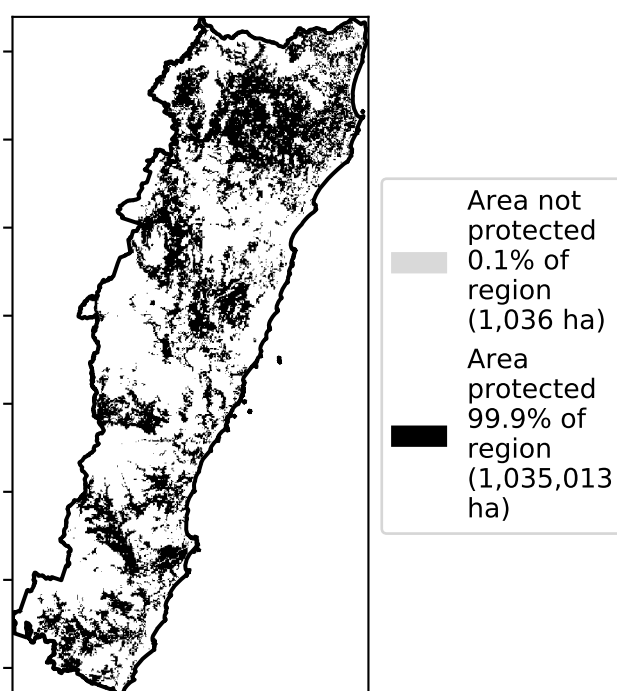 Area not
protected
0.1% of
region
(1,036 ha)
Area
protected
99.9% of
region
(1,035,013
ha)